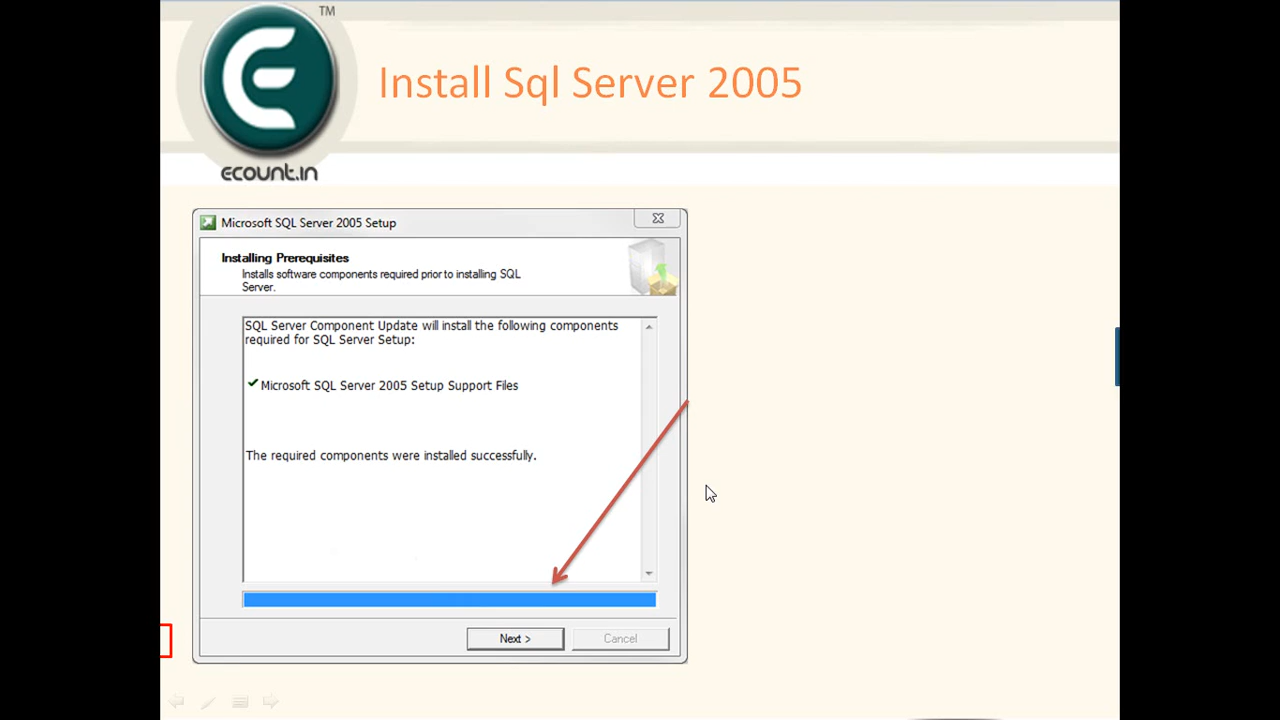 TM
Install Sql Server 2005
ecount.in
Microsoft SQL Server 2005 Setup
Installing Prerequisites
Installs software components required prior to installing SQL
Server.
SQL Server Component Update will install the following components
required for SQL Server Setup:
Microsoft SQL Server 2005 Setup Support Files
The required components were installed successfully.
Next >
Cancel